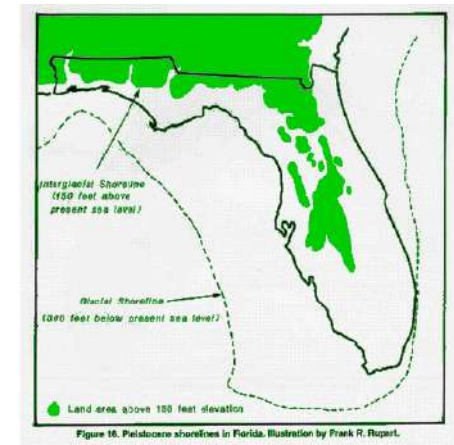 Interglacial Shoreline
(150 feet above
present sea level)
Glacial Shoreline
(300 feet below present sea level)
Land area above 150 feet elevation
Figure 16. Pleistocene shorelines in Florida. Illustration by Frank R. Rupert.